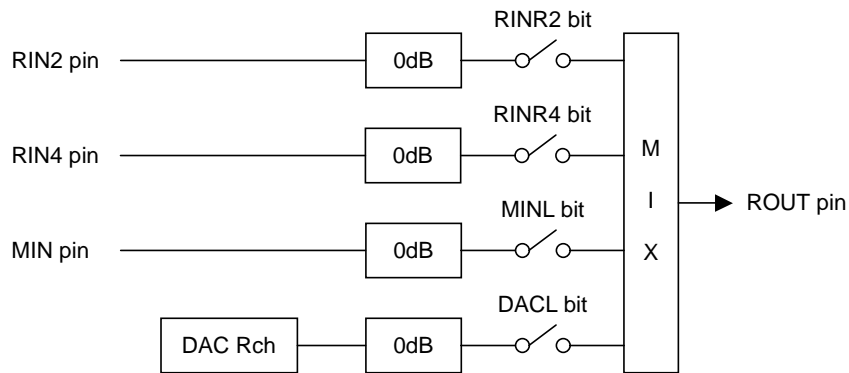 RINR2 bit
RIN2 pin 0dB
RINR4 bit
RIN4 pin 0dB M
ROUT pin
I
MINL bit
MIN pin 0dB X
DACL bit
DAC Rch 0dB